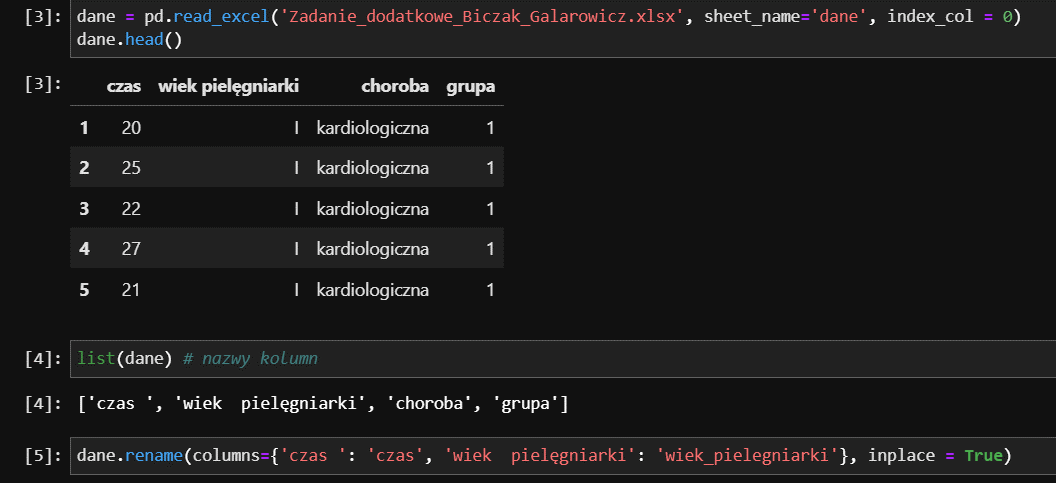 [3]: dane = pd.read_excel('Zadanie_dodatkowe_Biczak_Galarowicz.xlsx', sheet_name='dane', index_col = 0)
dane.head()
[3]: czas wiek pielęgniarki choroba grupa
1 20 I kardiologiczna 1
2 25 I kardiologiczna 1
3 22 I kardiologiczna 1
4 27 I kardiologiczna 1
5 21 I kardiologiczna 1
[4]: list(dane) # nazwy kolumn
[4]: ['czas ', 'wiek  pielęgniarki', 'choroba', 'grupa']
[5]: dane.rename(columns={'czas ': 'czas', 'wiek  pielęgniarki': 'wiek_pielegniarki'}, inplace = True)